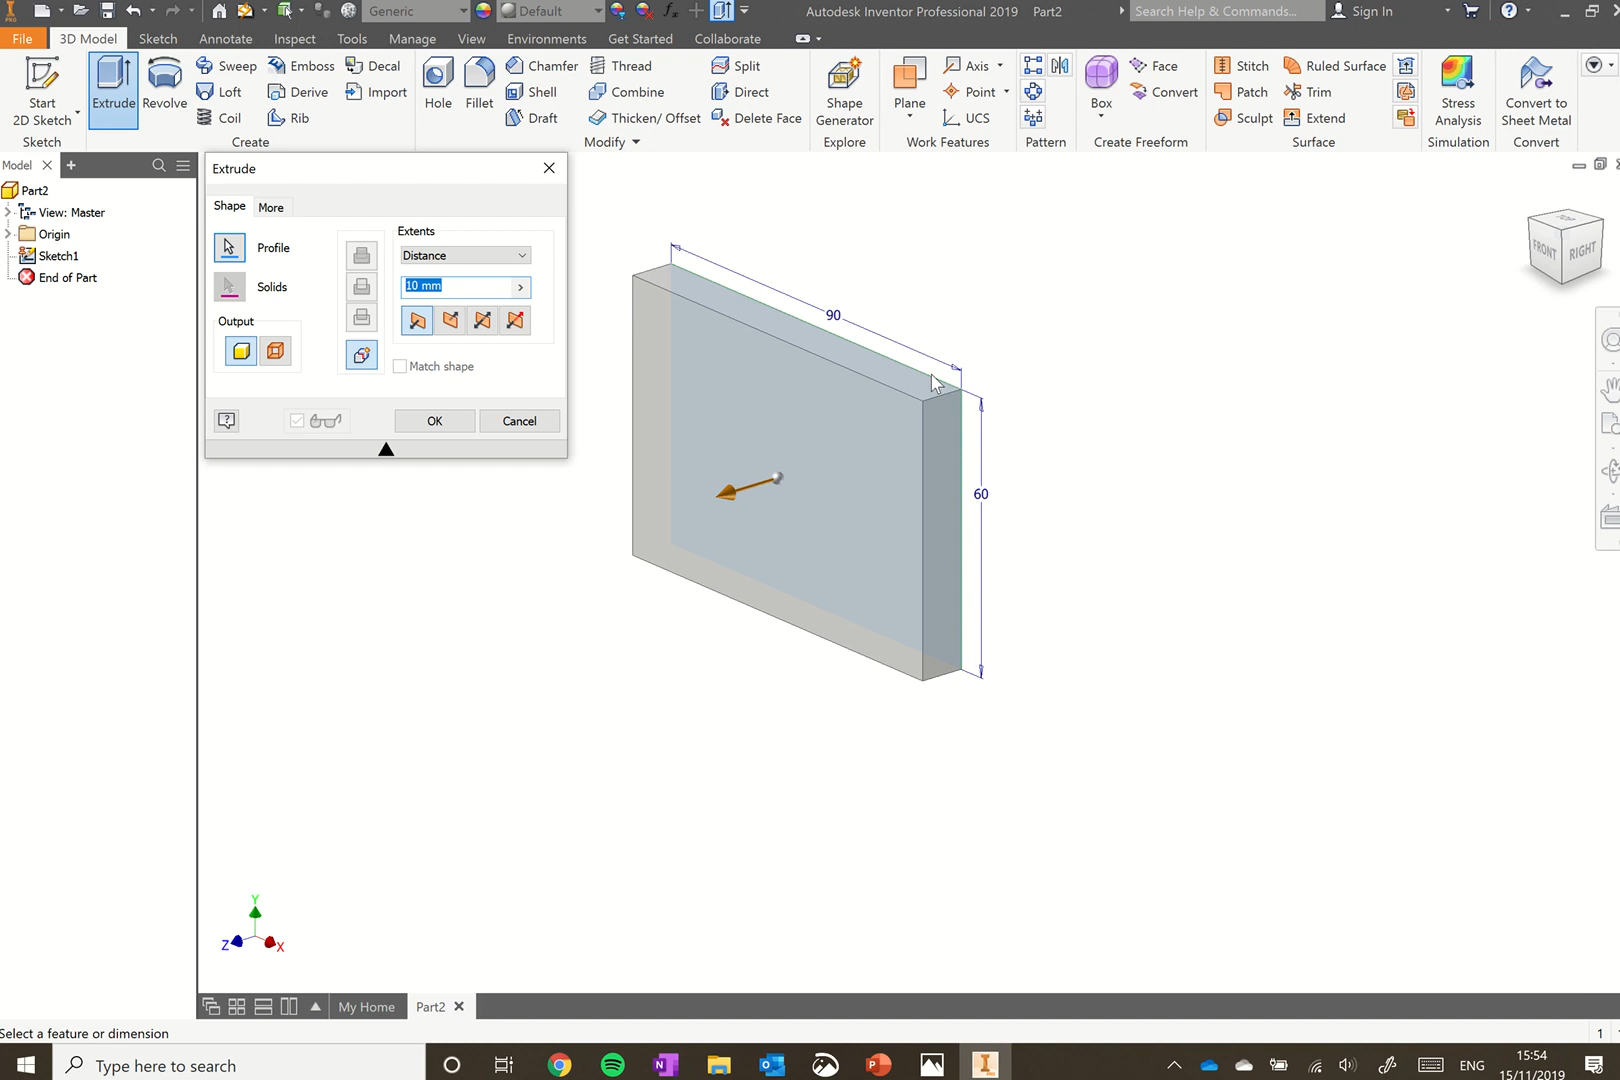 Generic
Default
Autodesk Inventor Professional 2019 Part2
Search Help & Commands...
Sign In
File
3D Model
Sketch
Annotate
Inspect
Tools
Manage
View
Environments
Get Started
Collaborate
Start
2D Sketch
Extrude
Revolve
Sweep
Emboss
Decal
Loft
Derive
Import
Coil
Rib
Hole
Fillet
Chamfer
Thread
Split
Shell
Combine
Direct
Draft
Thicken/ Offset
Delete Face
Shape
Generator
Plane
Axis
Point
UCS
Box
Face
Convert
Stitch
Ruled Surface
Patch
Trim
Sculpt
Extend
Stress
Analysis
Convert to
Sheet Metal
Sketch
Create
Modify
Explore
Work Features
Pattern
Create Freeform
Surface
Simulation
Convert
Model
Part2
View: Master
Origin
Sketch1
End of Part
Extrude
Shape
More
Profile
Solids
Output
Extents
Distance
10 mm
Match shape
OK
Cancel
90
60
TOP
FRONT
RIGHT
Y
Z
X
My Home
Part2
Select a feature or dimension
1
Type here to search
ENG
15:54
15/11/2019